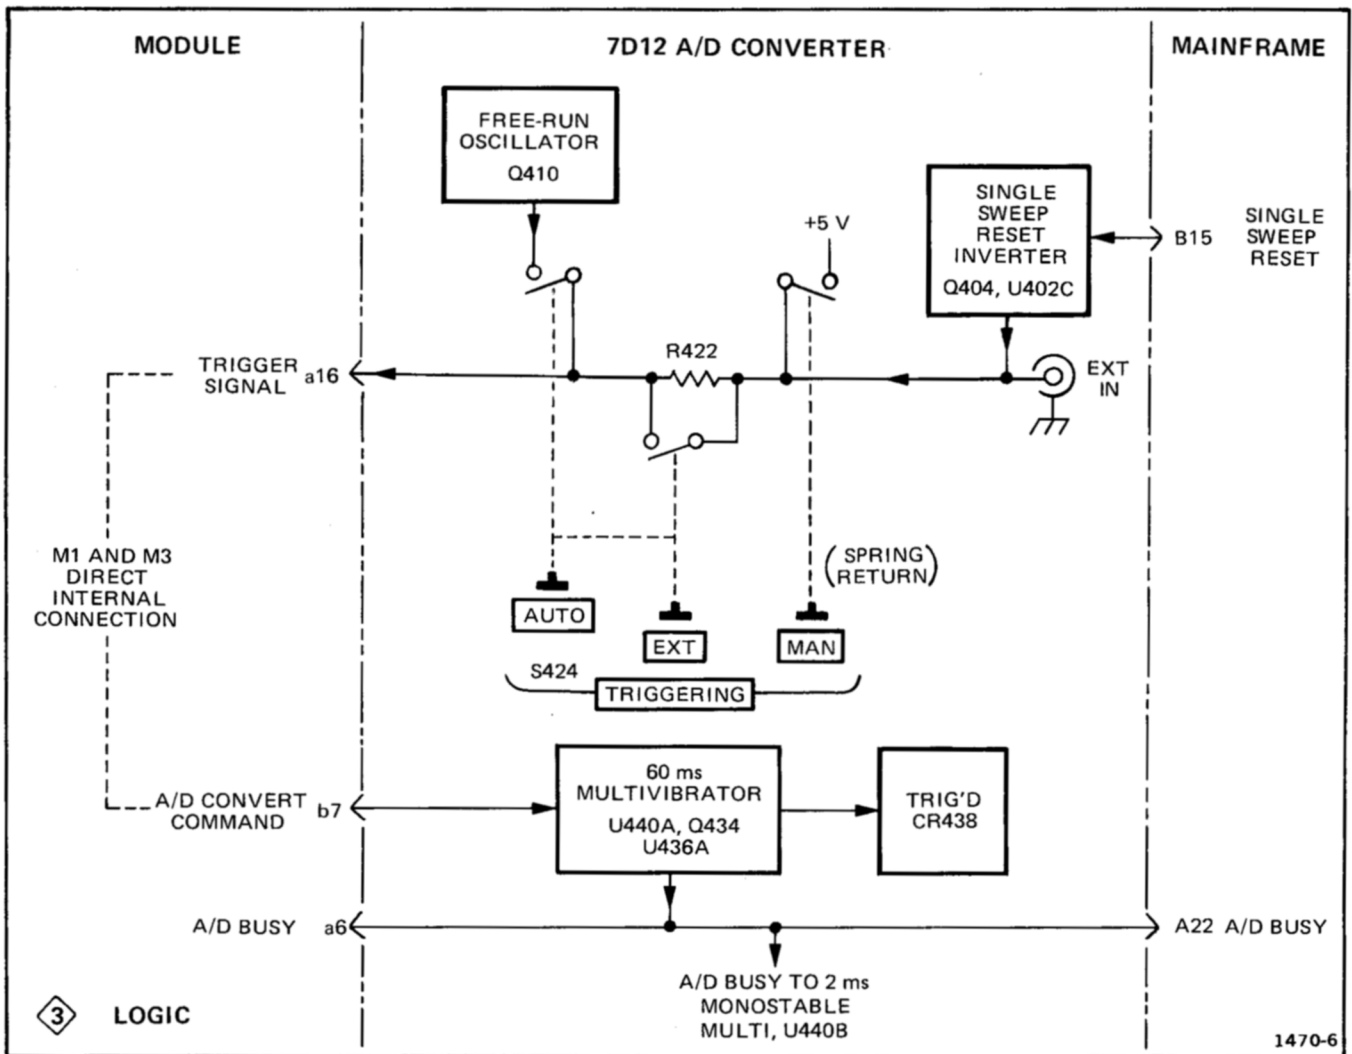 MODULE
7D12 A/D CONVERTER
MAINFRAME
FREE-RUN
OSCILLATOR
Q410
+5 V
SINGLE
SWEEP
RESET
INVERTER
Q404, U402C
B15
SINGLE
SWEEP
RESET
TRIGGER
SIGNAL
a16
R422
EXT
IN
M1 AND M3
DIRECT
INTERNAL
CONNECTION
(SPRING
RETURN)
AUTO
EXT
MAN
S424
TRIGGERING
A/D CONVERT
COMMAND
b7
60 ms
MULTIVIBRATOR
U440A, Q434
U436A
TRIG'D
CR438
A/D BUSY a6
A22 A/D BUSY
A/D BUSY TO 2 ms
MONOSTABLE
MULTI, U440B
3 LOGIC
1470-6